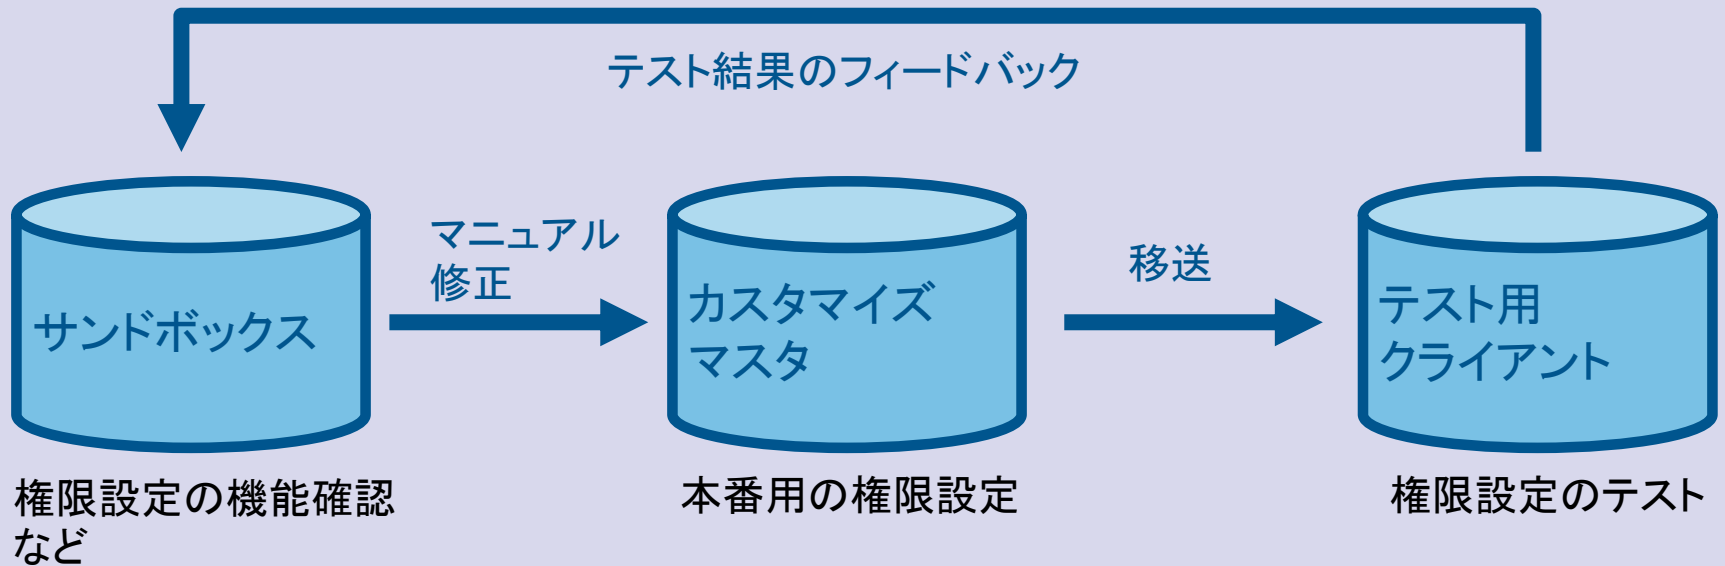 テスト結果のフィードバック
サンドボックス
マニュアル
修正
カスタマイズ
マスタ
移送
テスト用
クライアント
権限設定の機能確認
など
本番用の権限設定
権限設定のテスト